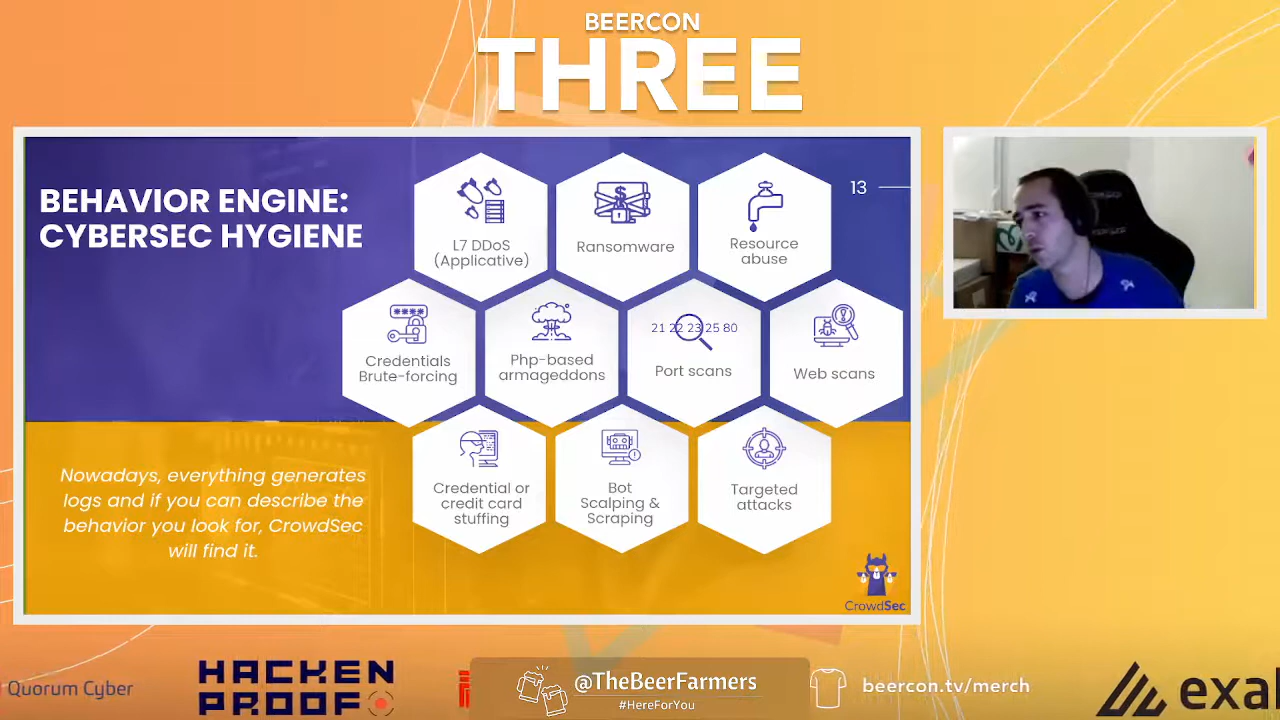 BEERCON
THREE
BEHAVIOR ENGINE:
CYBERSEC HYGIENE
13
L7 DDoS
(Applicative)
Ransomware
Resource
abuse
Credentials
Brute-forcing
Php-based
armageddons
21 22 23 25 80
Port scans
Web scans
Credential or
credit card
stuffing
Bot
Scalping &
Scraping
Targeted
attacks
Nowadays, everything generates
logs and if you can describe the
behavior you look for, CrowdSec
will find it.
CrowdSec
Quorum Cyber
HACKEN
PROOF
@TheBeerFarmers
#HereForYou
beercon.tv/merch
exa